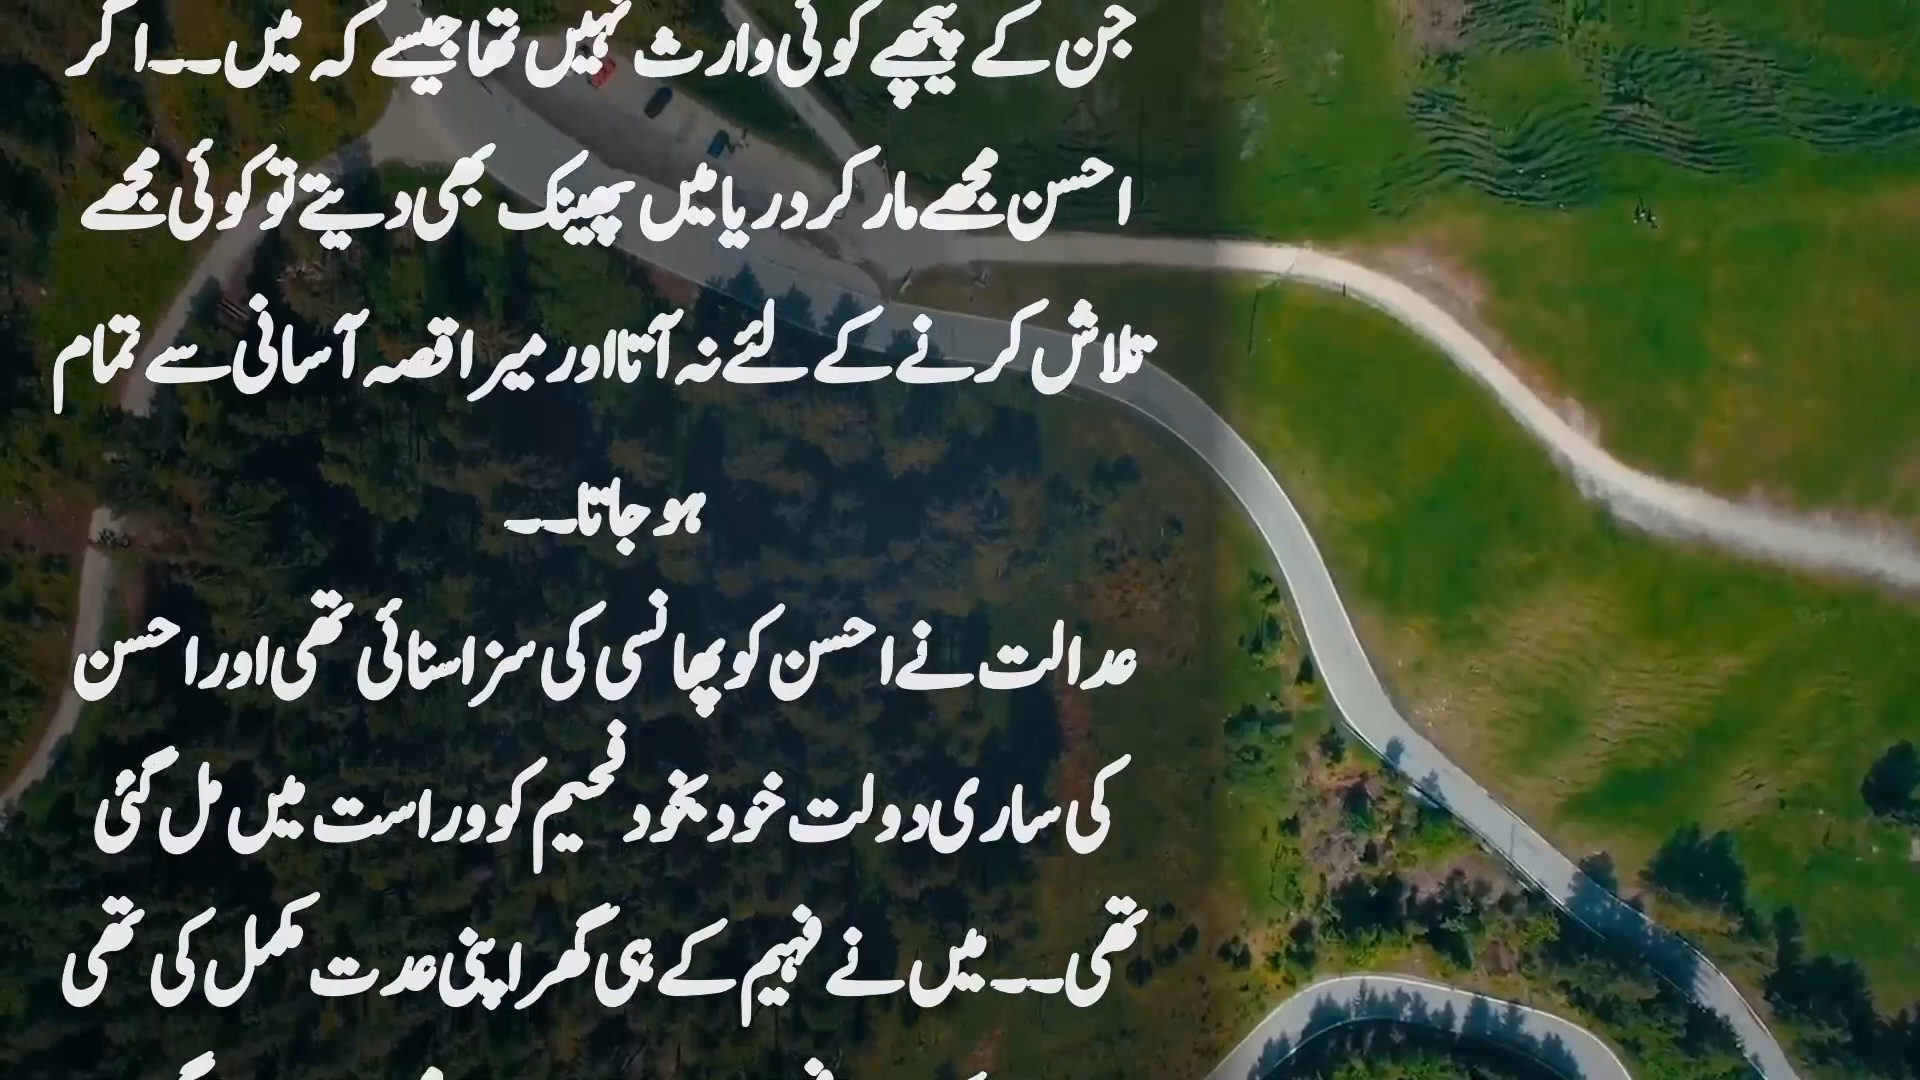 جن کے پیچھے کوئی وارث نہیں تھا جیسے کہ میں۔۔اگر
احسن مجھے مار کر دریا میں پھینک بھی دیتے تو کوئی مجھے
تلاش کرنے کے لئے نہ آتا اور میرا قصہ آسانی سے تمام
ہو جاتا۔۔
عدالت نے احسن کو پھانسی کی سزا سنائی تھی اور احسن
کی ساری دولت خود بخود فحیم کو وراست میں مل گئی
تھی۔۔میں نے فہیم کے ہی گھر اپنی عدت مکمل کی تھی